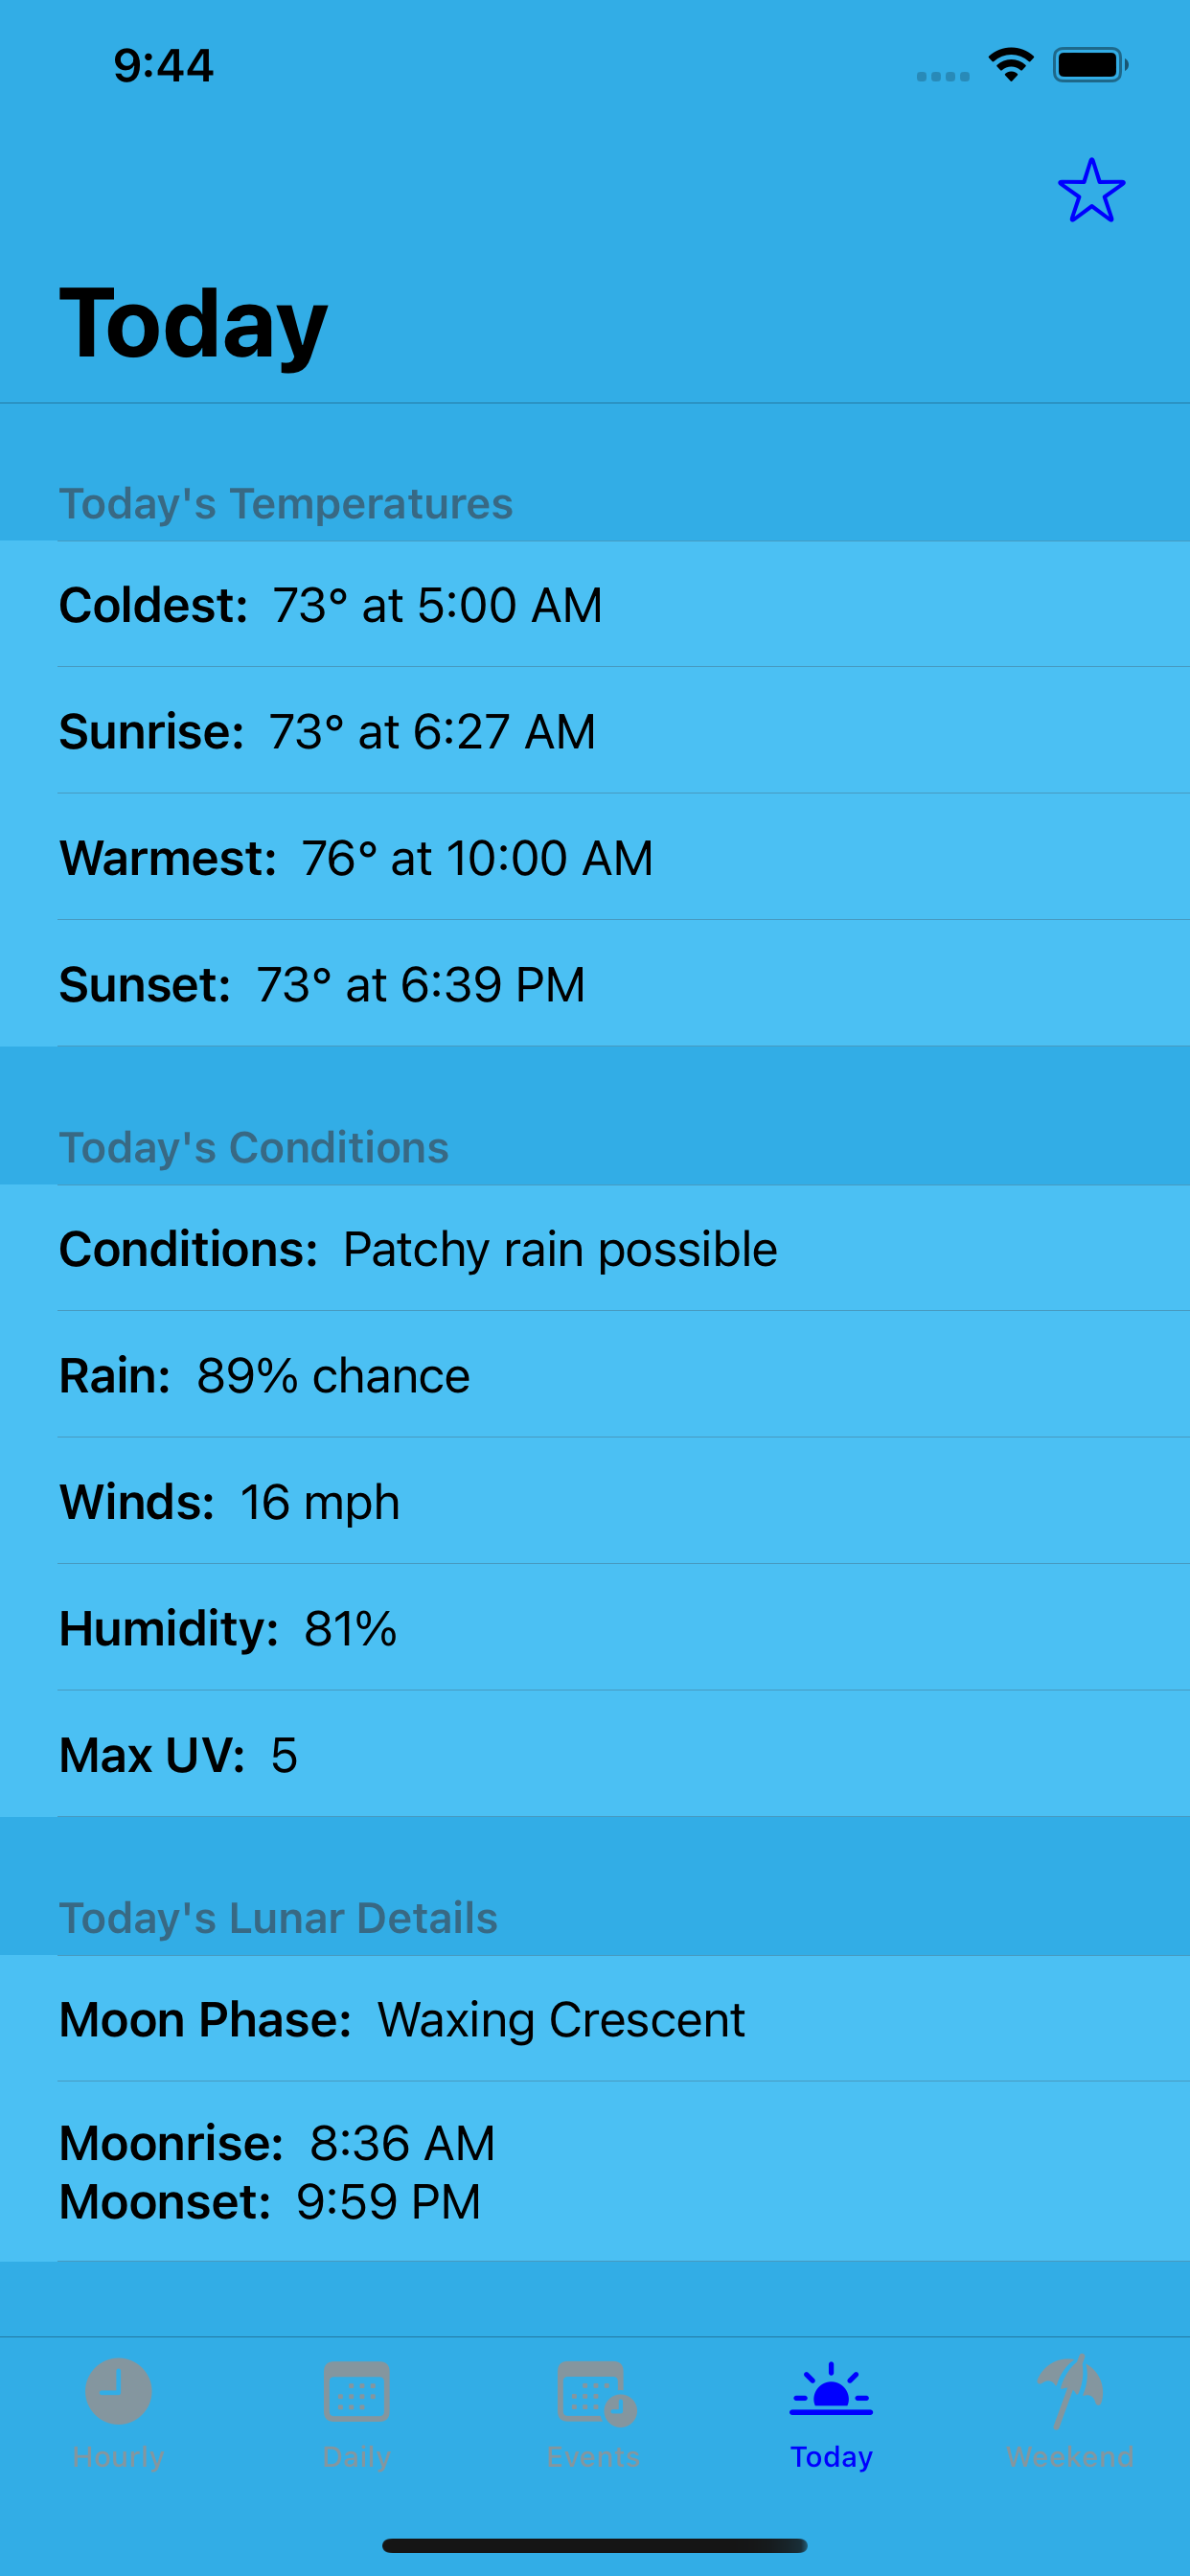 9:44
Today
Today's Temperatures
Coldest: 73° at 5:00 AM
Sunrise: 73° at 6:27 AM
Warmest: 76° at 10:00 AM
Sunset: 73° at 6:39 PM
Today's Conditions
Conditions: Patchy rain possible
Rain: 89% chance
Winds: 16 mph
Humidity: 81%
Max UV: 5
Today's Lunar Details
Moon Phase: Waxing Crescent
Moonrise: 8:36 AM
Moonset: 9:59 PM
Hourly Daily Events Today Weekend